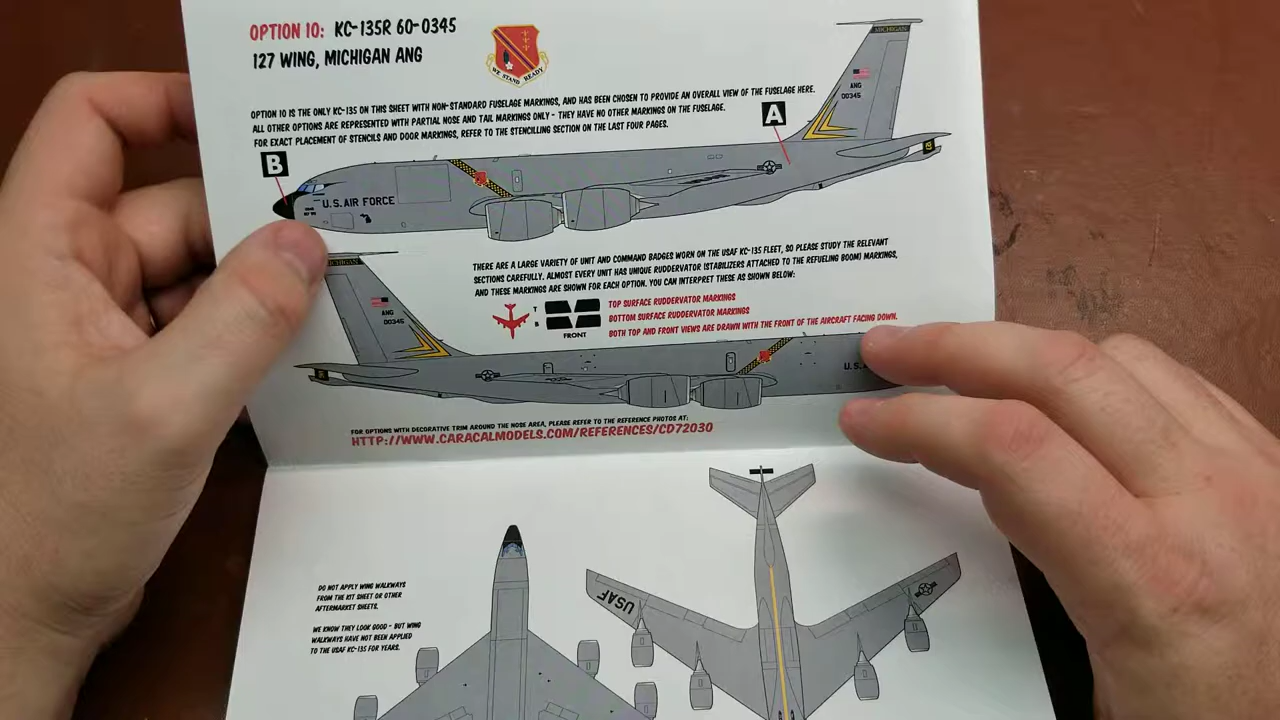 OPTION 10: KC-135R 60-0345
127 WING, MICHIGAN ANG
WE STAND READY
OPTION 10 IS THE ONLY KC-135 ON THIS SHEET WITH NON-STANDARD FUSELAGE MARKINGS, AND HAS BEEN CHOSEN TO PROVIDE AN OVERALL VIEW OF THE FUSELAGE HERE.
ALL OTHER OPTIONS ARE REPRESENTED WITH PARTIAL NOSE AND TAIL MARKINGS ONLY - THEY HAVE NO OTHER MARKINGS ON THE FUSELAGE.
FOR EXACT PLACEMENT OF STENCILS AND DOOR MARKINGS, REFER TO THE STENCILLING SECTION ON THE LAST FOUR PAGES.
MICHIGAN
ANG
00345
A
B
U.S. AIR FORCE
THERE ARE A LARGE VARIETY OF UNIT AND COMMAND BADGES WORN ON THE USAF KC-135 FLEET, SO PLEASE STUDY THE RELEVANT
SECTIONS CAREFULLY. ALMOST EVERY UNIT HAS UNIQUE RUDDERVATOR (STABILIZERS ATTACHED TO THE REFUELING BOOM) MARKINGS,
AND THESE MARKINGS ARE SHOWN FOR EACH OPTION. YOU CAN INTERPRET THESE AS SHOWN BELOW:
T
B
FRONT
TOP SURFACE RUDDERVATOR MARKINGS
BOTTOM SURFACE RUDDERVATOR MARKINGS
BOTH TOP AND FRONT VIEWS ARE DRAWN WITH THE FRONT OF THE AIRCRAFT FACING DOWN.
MICHIGAN
ANG
00345
U.S.
FOR OPTIONS WITH DECORATIVE TRIM AROUND THE NOSE AREA, PLEASE REFER TO THE REFERENCE PHOTOS AT:
HTTP://WWW.CARACALMODELS.COM/REFERENCES/CD72030
DO NOT APPLY WING WALKWAYS
FROM THE KIT SHEET OR OTHER
AFTERMARKET SHEETS.
WE KNOW THEY LOOK GOOD - BUT WING
WALKWAYS HAVE NOT BEEN APPLIED
TO THE USAF KC-135 FOR YEARS.
USAF